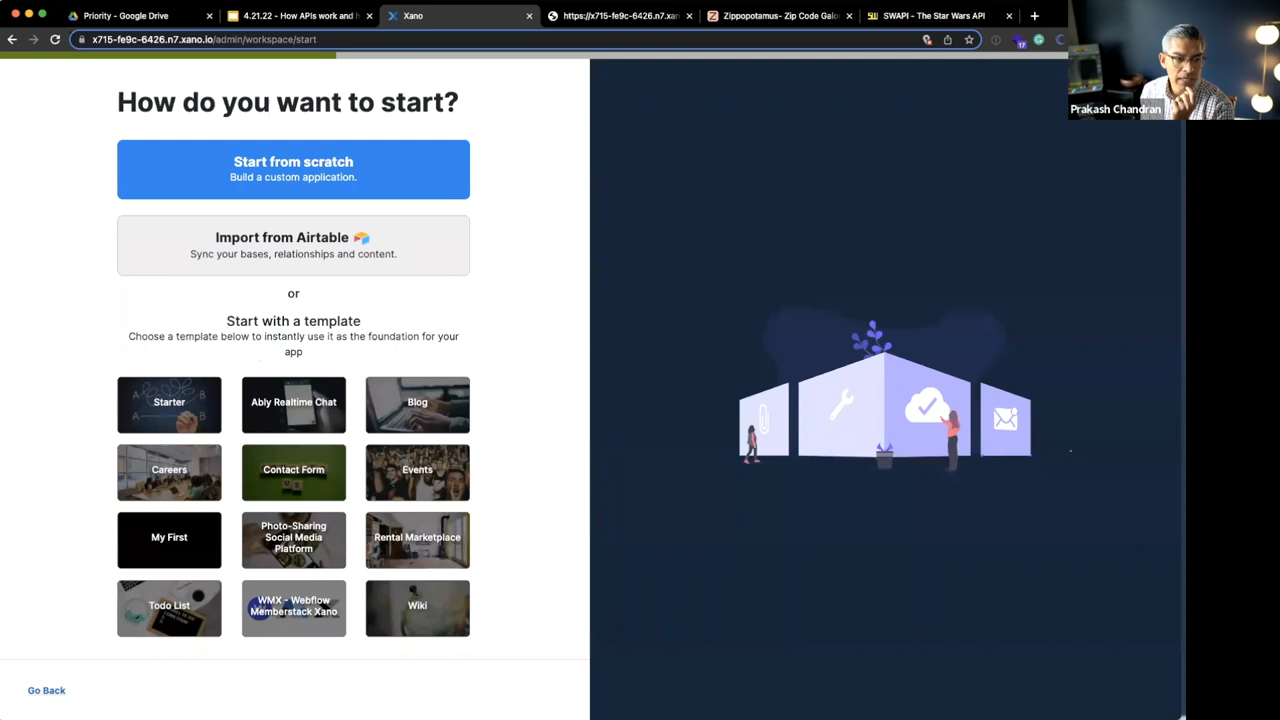 Priority - Google Drive
4.21.22 - How APIs work and h
Xano
https://x715-fe9c-6426.n7.xan
Zippopotamus- Zip Code Galo
SWAPI - The Star Wars API
x715-fe9c-6426.n7.xano.io/admin/workspace/start
17
Prakash Chandran
How do you want to start?
Start from scratch
Build a custom application.
Import from Airtable
Sync your bases, relationships and content.
or
Start with a template
Choose a template below to instantly use it as the foundation for your
app
Starter
Ably Realtime Chat
Blog
Careers
Contact Form
Events
My First
Photo-Sharing
Social Media
Platform
Rental Marketplace
Todo List
WMX - Webflow
Memberstack Xano
Wiki
Go Back